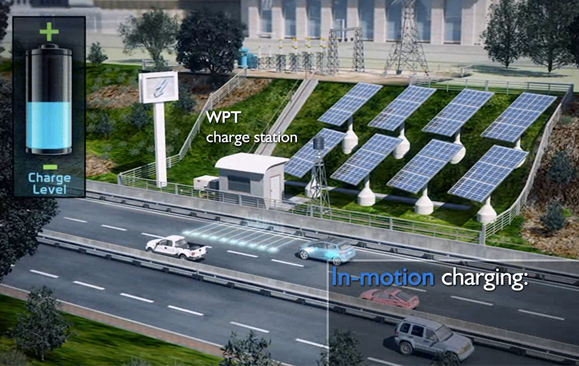 +
-
Charge
Level
WPT
charge station
In-motion charging: